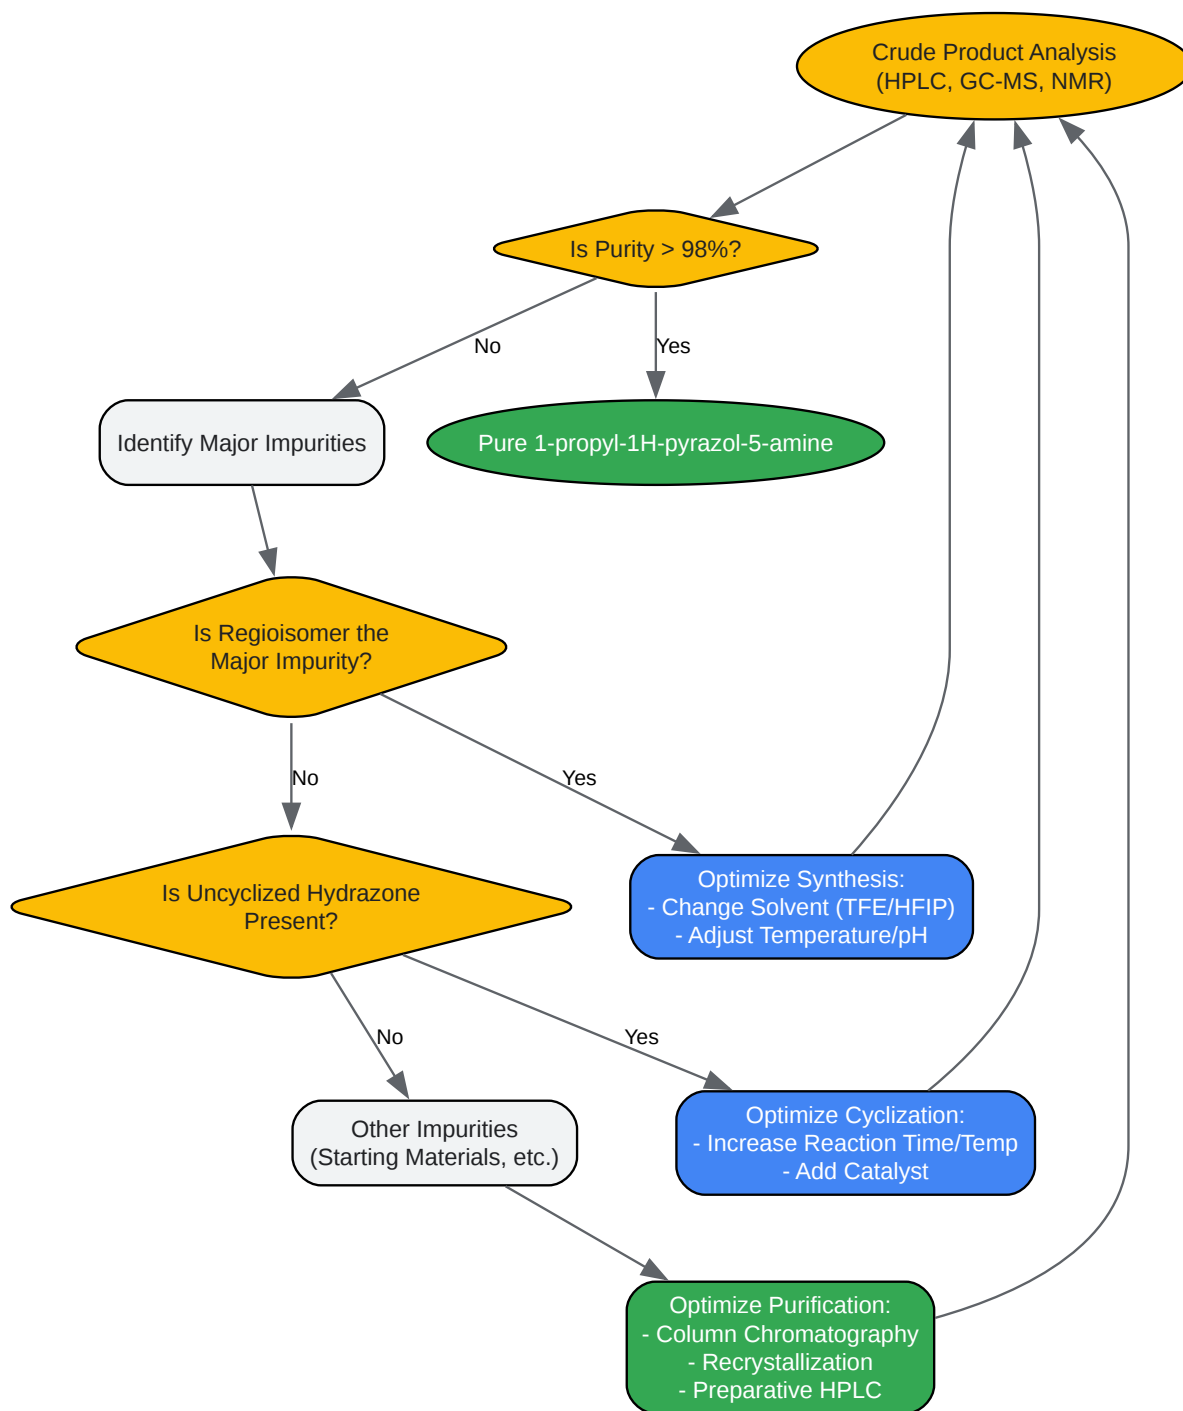 Crude Product Analysis
(HPLC, GC-MS, NMR)
Is Purity > 98%?
No
Yes
Identify Major Impurities
Pure 1-propyl-1H-pyrazol-5-amine
Is Regioisomer the
Major Impurity?
No
Yes
Optimize Synthesis:
- Change Solvent (TFE/HFIP)
- Adjust Temperature/pH
Is Uncyclized Hydrazone
Present?
No
Yes
Other Impurities
(Starting Materials, etc.)
Optimize Cyclization:
- Increase Reaction Time/Temp
- Add Catalyst
Optimize Purification:
- Column Chromatography
- Recrystallization
- Preparative HPLC